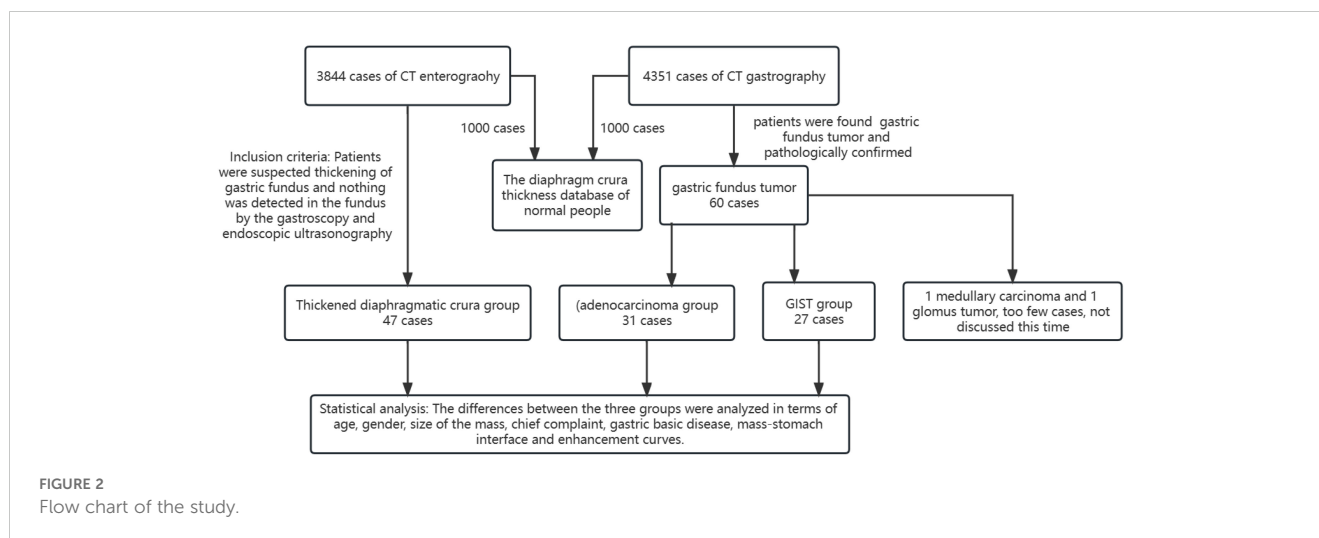 3844 cases of CT enterograohy
4351 cases of CT gastrography
1000 cases
1000 cases
patients were found gastric
fundus tumor and
pathologically confirmed
Inclusion criteria: Patients
were suspected thickening of
gastric fundus and nothing
was detected in the fundus
by the gastroscopy and
endoscopic ultrasonography
The diaphragm crura
thickness database of
normal people
gastric fundus tumor
60 cases
Thickened diaphragmatic crura group
47 cases
(adenocarcinoma group
31 cases
GIST group
27 cases
1 medullary carcinoma and 1
glomus tumor, too few cases, not
discussed this time
Statistical analysis: The differences between the three groups were analyzed in terms of
age, gender, size of the mass, chief complaint, gastric basic disease, mass-stomach
interface and enhancement curves.
FIGURE 2
Flow chart of the study.